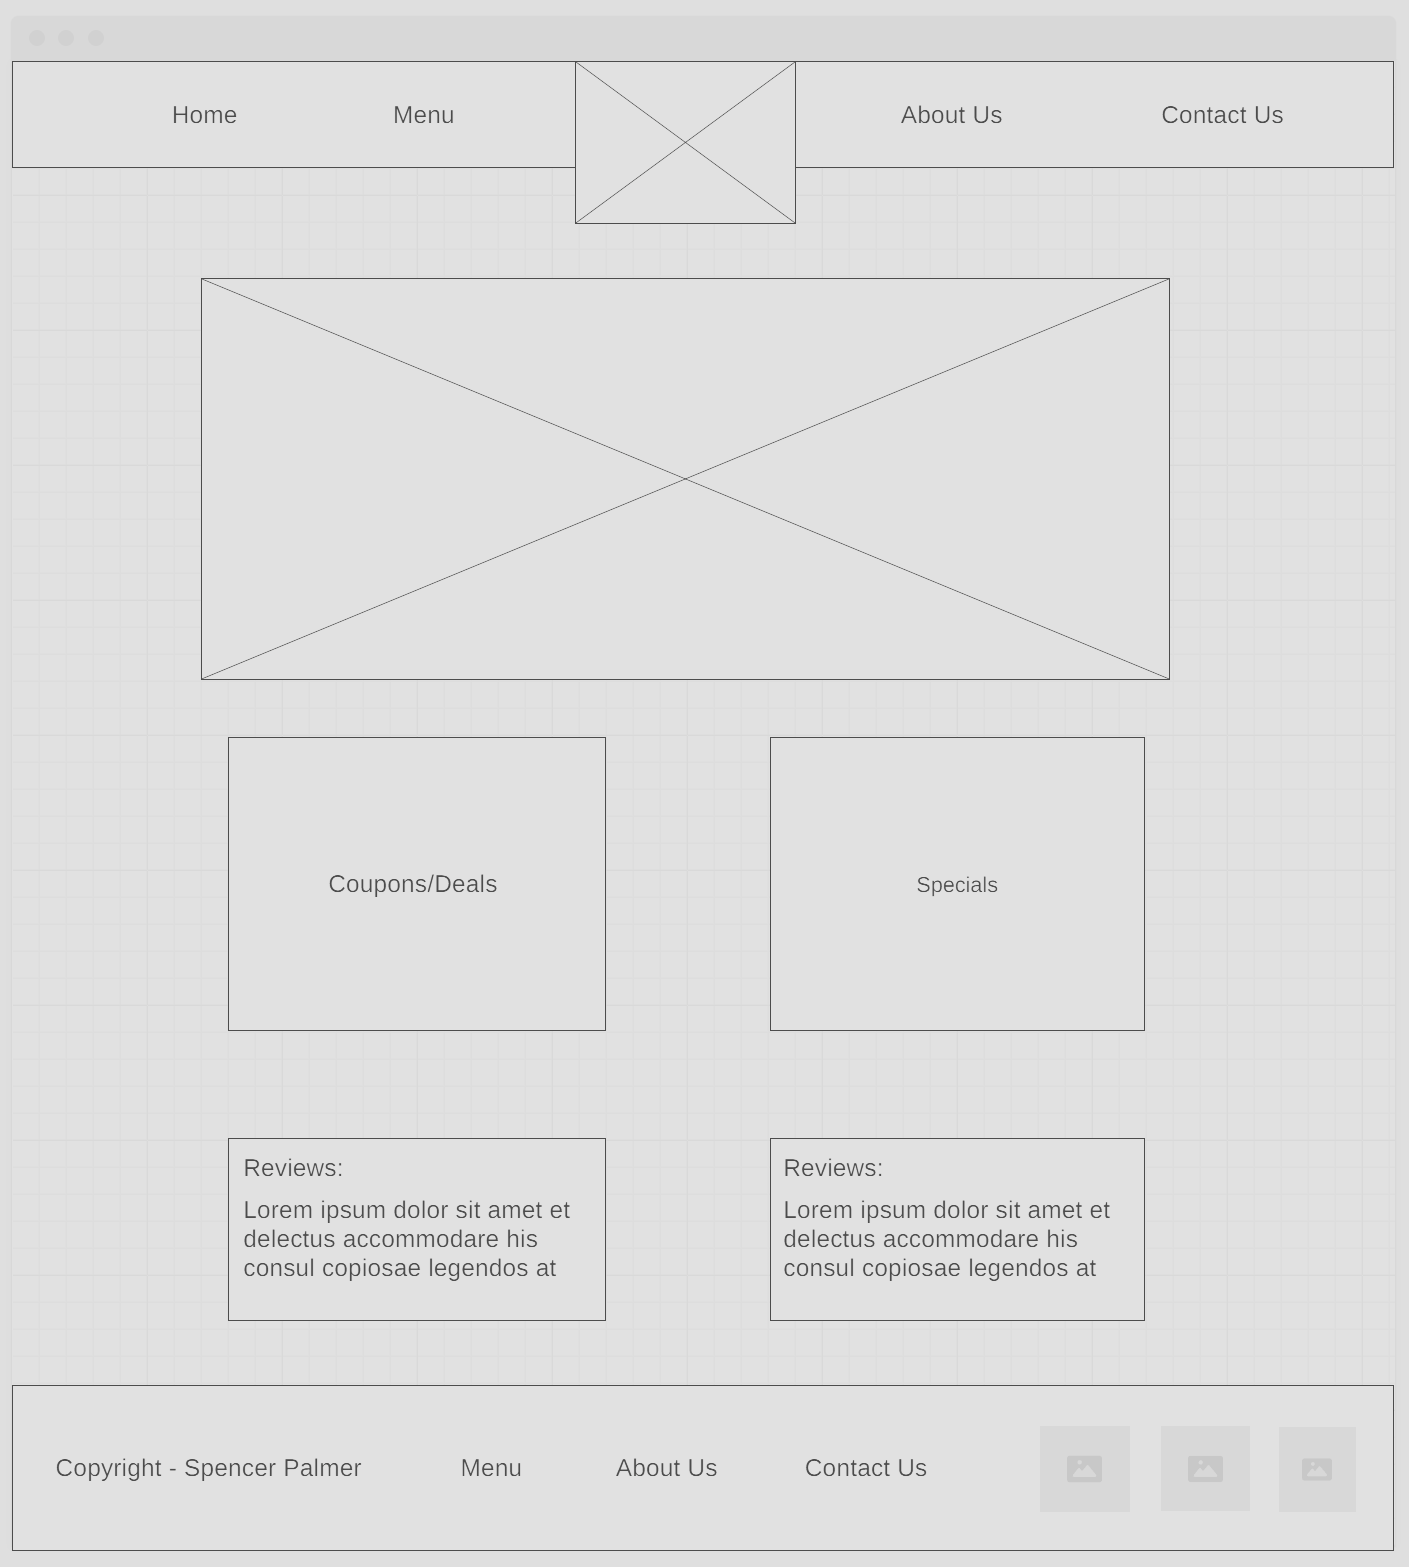 Home
Menu
About Us
Contact Us
Coupons/Deals
Specials
Reviews:
Lorem ipsum dolor sit amet et
delectus accommodare his
consul copiosae legendos at
Reviews:
Lorem ipsum dolor sit amet et
delectus accommodare his
consul copiosae legendos at
Copyright - Spencer Palmer
Menu
About Us
Contact Us